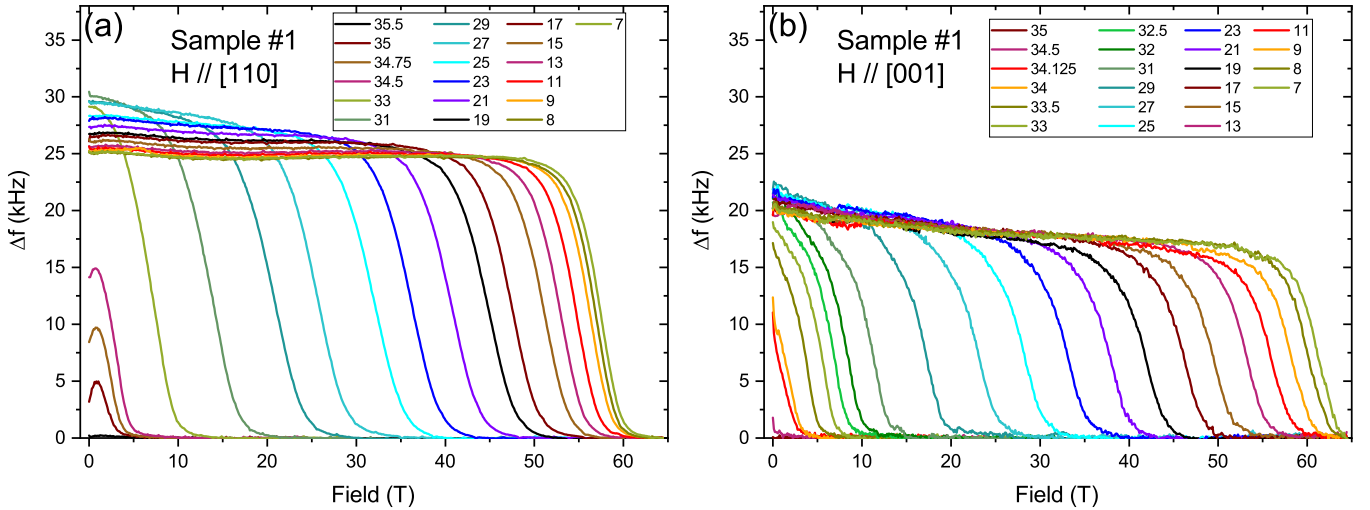 (a)
Sample #1
H // [110]
35.5 29 17 7
35 27 15
34.75 25 13
34.5 23 11
33 21 9
31 19 8
35
30
25
20
15
10
5
0
Δf (kHz)
0 10 20 30 40 50 60
Field (T)
(b)
Sample #1
H // [001]
35 32.5 23 11
34.5 32 21 9
34.125 31 19 8
34 29 17 7
33.5 27 15
33 25 13
35
30
25
20
15
10
5
0
Δf (kHz)
0 10 20 30 40 50 60
Field (T)